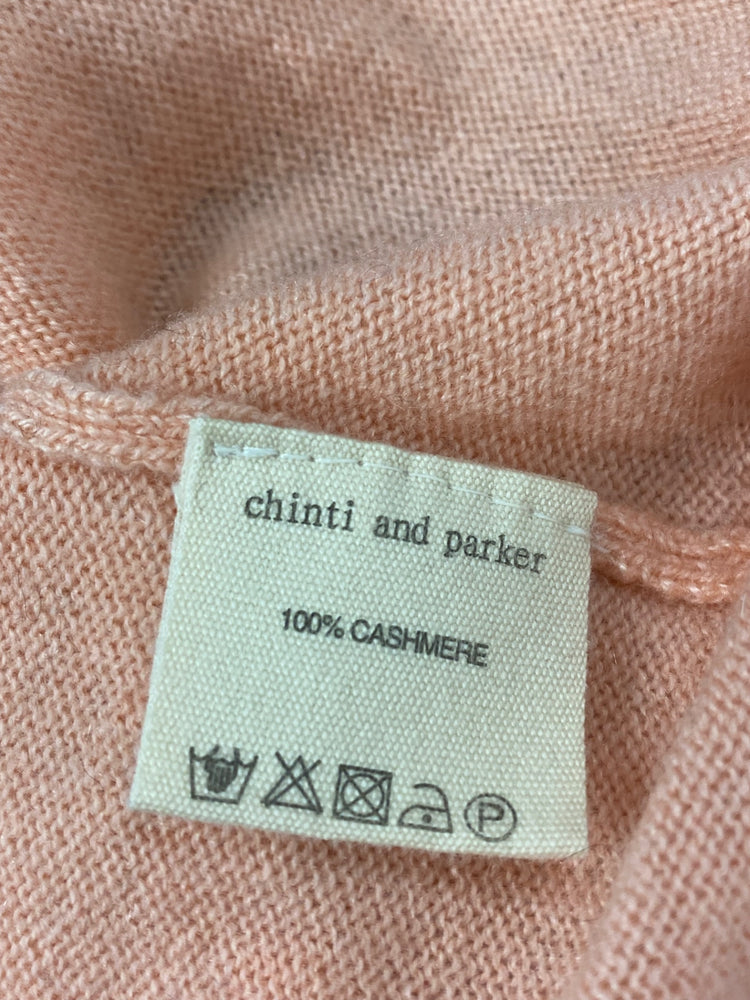 chinti and parker
100% CASHMERE
P